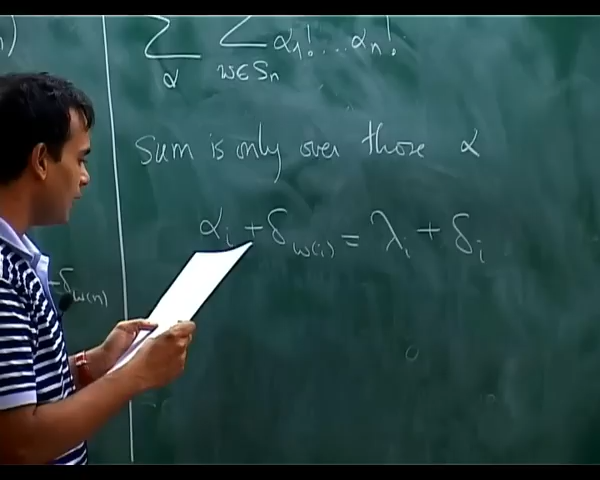 )
∑ ∑ α₁! .... αₙ!
α w∈Sₙ
Sum is only over those α
αᵢ + δ_w(i) = λᵢ + δᵢ
δ_w(n)